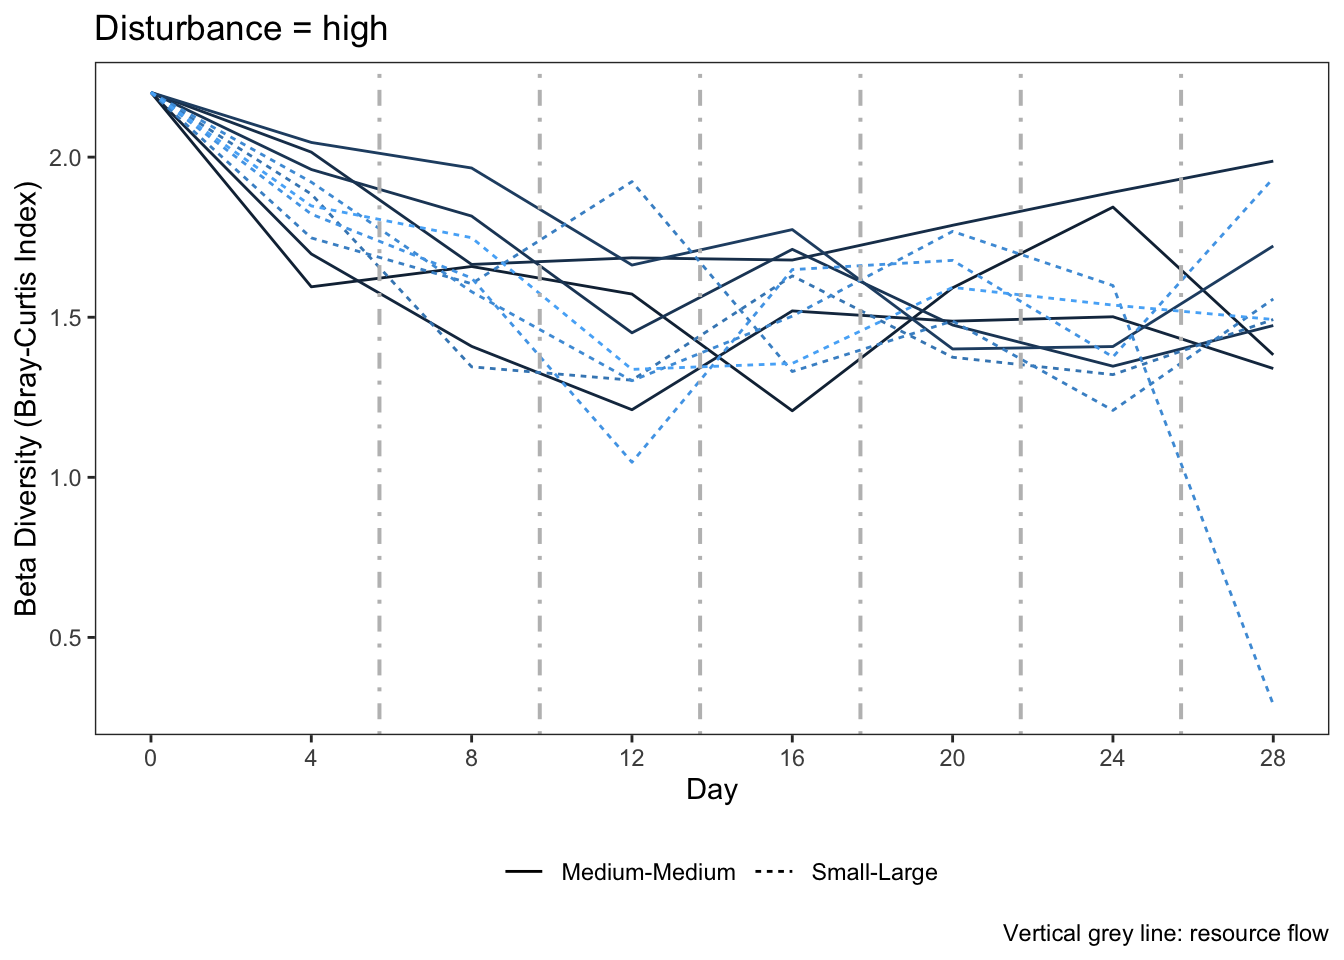 Disturbance = high
Beta Diversity (Bray-Curtis Index)
2.0
1.5
1.0
0.5
0 4 8 12 16 20 24 28
Day
Medium-Medium Small-Large
Vertical grey line: resource flow